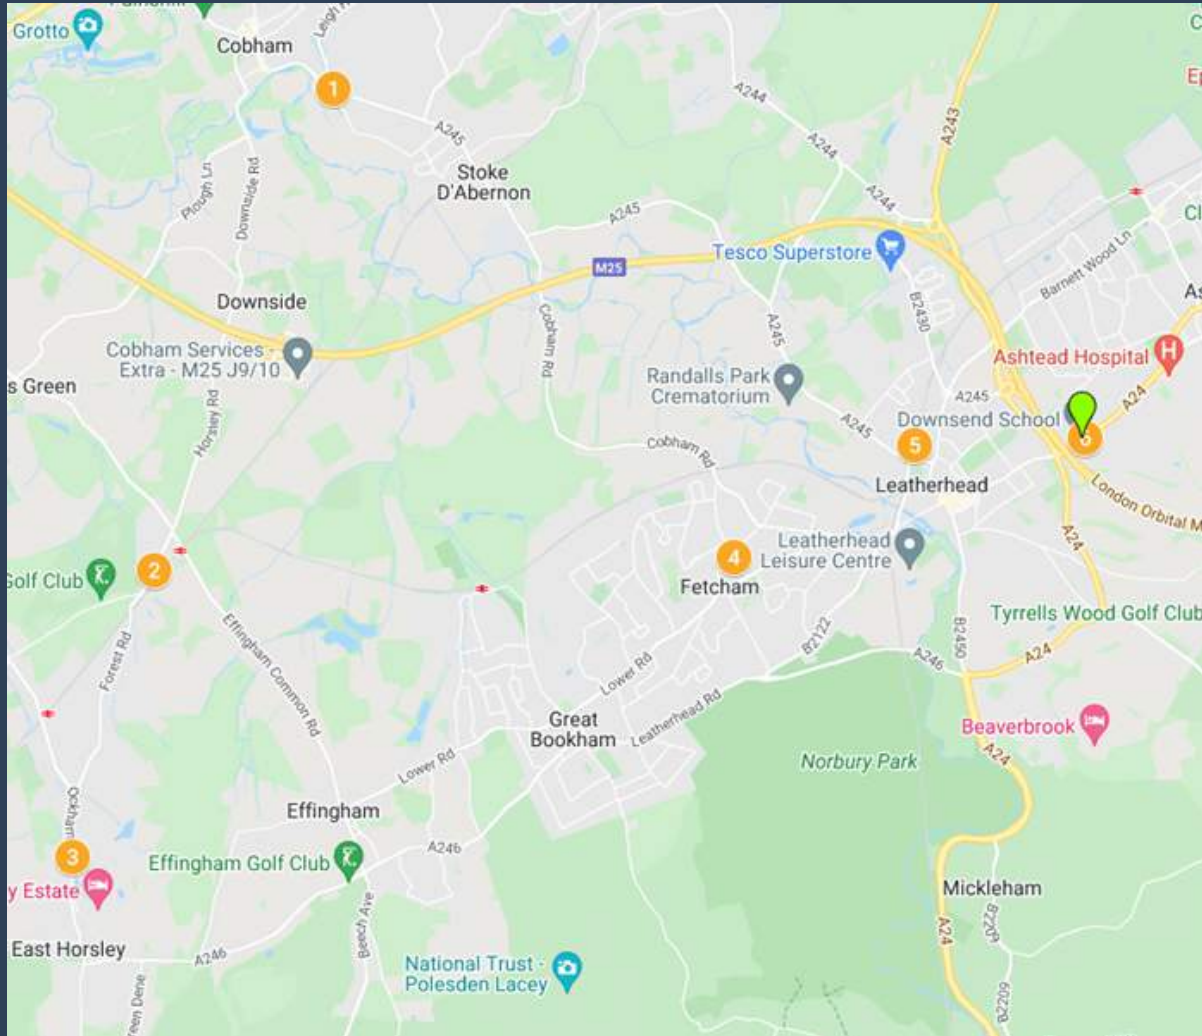 Grotto
Cobham
1
A245
Stoke
D'Abernon
Plough Ln
Downside Rd
A244
A244
A244
A243
A245
M25
Tesco Superstore
B2430
Barnett Wood Ln
Downside
Cobham Services -
Extra - M25 J9/10
s Green
Horsley Rd
Cobham Rd
A245
Randalls Park
Crematorium
A245
A245
Ashtead Hospital
H
A24
Downsend School
5
Leatherhead
Cobham Rd
London Orbital M
A24
Leatherhead
Leisure Centre
4
Fetcham
2
Golf Club
Forest Rd
Effingham Common Rd
Tyrrells Wood Golf Club
B2450
B2122
A246
A24
Lower Rd
Leatherhead Rd
Great
Bookham
Beaverbrook
A24
Norbury Park
Lower Rd
Effingham
Ockham
3
y Estate
Effingham Golf Club
A246
Mickleham
B2209
A24
East Horsley
A246
Beech Ave
National Trust -
Polesden Lacey
B2209
een Dene